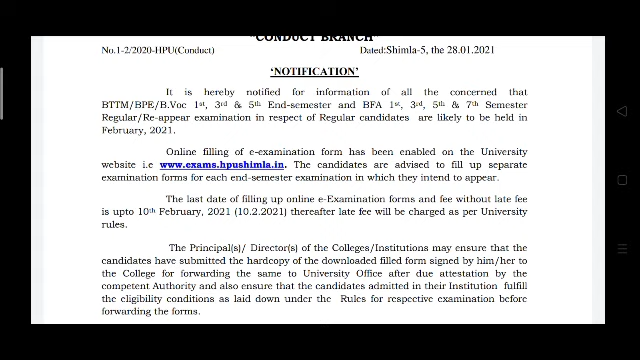 "CONDUCT BRANCH"
No.1-2/2020-HPU(Conduct) Dated:Shimla-5, the 28.01.2021
'NOTIFICATION'
It is hereby notified for information of all the concerned that
BTTM/BPE/B.Voc 1st, 3rd & 5th End-semester and BFA 1st, 3rd, 5th & 7th Semester
Regular/Re-appear examination in respect of Regular candidates are likely to be held in
February, 2021.
Online filling of e-examination form has been enabled on the University
website i.e www.exams.hpushimla.in. The candidates are advised to fill up separate
examination forms for each end-semester examination in which they intend to appear.
The last date of filling up online e-Examination forms and fee without late fee
is upto 10th February, 2021 (10.2.2021) thereafter late fee will be charged as per University
rules.
The Principal(s)/ Director(s) of the Colleges/Institutions may ensure that the
candidates have submitted the hardcopy of the downloaded filled form signed by him/her to
the College for forwarding the same to University Office after due attestation by
the competent Authority and also ensure that the candidates admitted in their Institution fulfill
the eligibility conditions as laid down under the Rules for respective examination before
forwarding the forms.